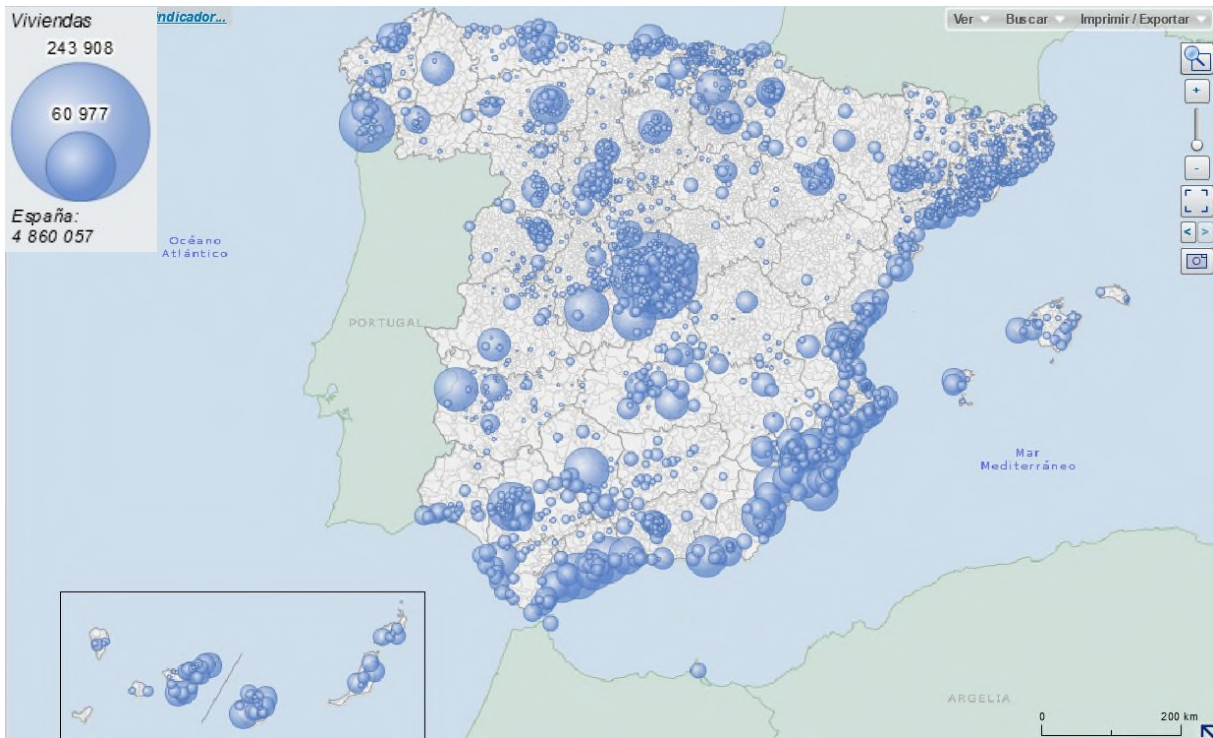 Viviendas
indicador...
243 908
60 977
España:
4 860 057
Ver
Buscar
Imprimir / Exportar
+
-
< >
Océano
Atlántico
PORTUGAL
Mar
Mediterráneo
ARGELIA
0 200 km